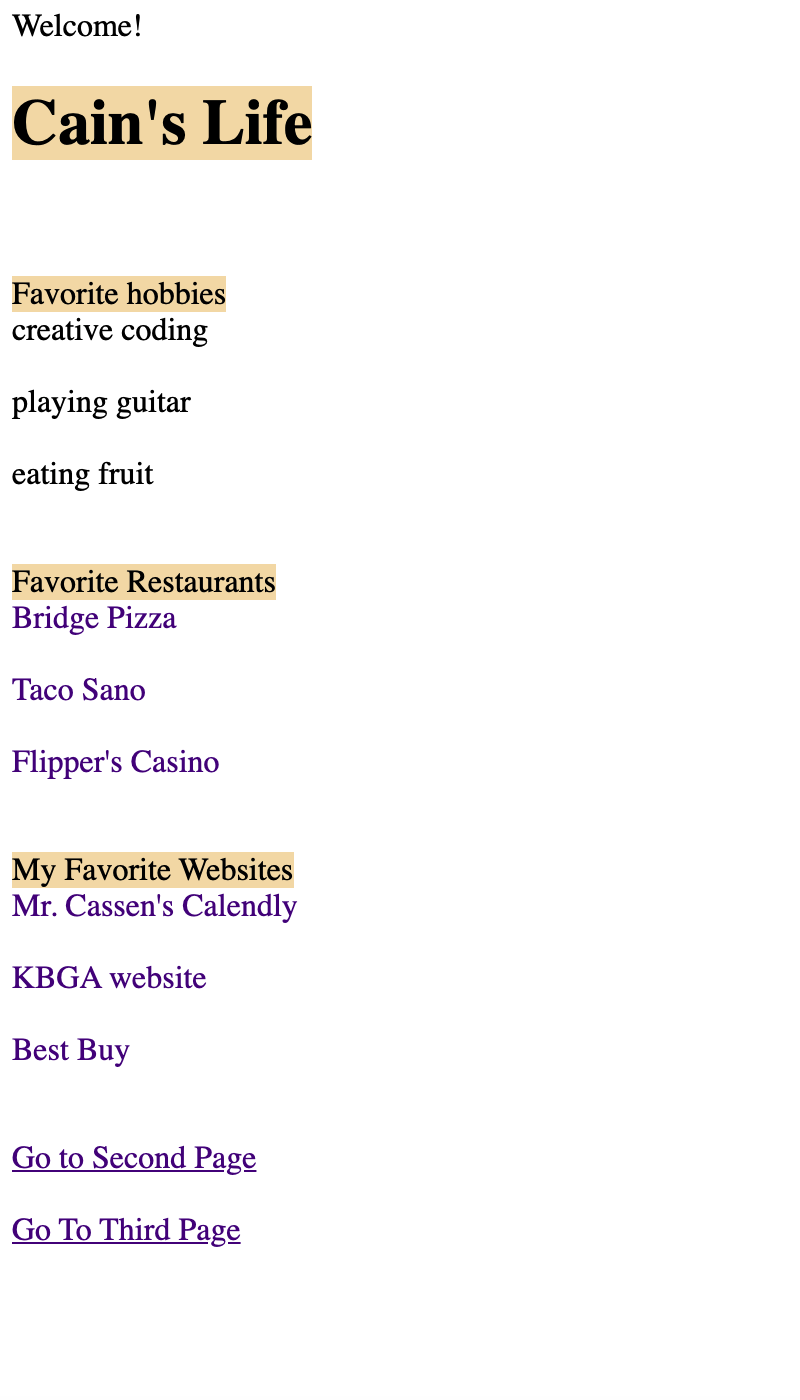 Welcome!
Cain's Life
Favorite hobbies
creative coding
playing guitar
eating fruit
Favorite Restaurants
Bridge Pizza
Taco Sano
Flipper's Casino
My Favorite Websites
Mr. Cassen's Calendly
KBGA website
Best Buy
Go to Second Page
Go To Third Page